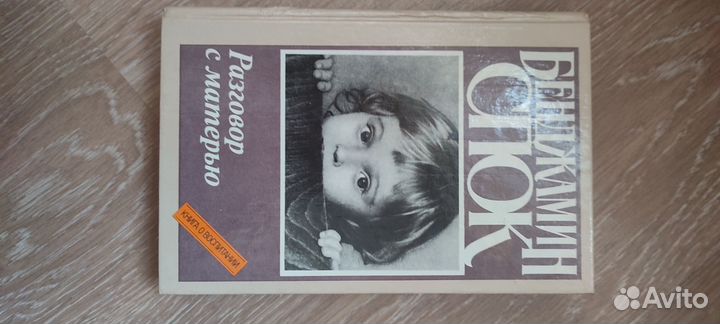 БЕНДЖАМИН
СПОК
Разговор
с матерью
КНИГА О ВОСПИТАНИИ
Avito